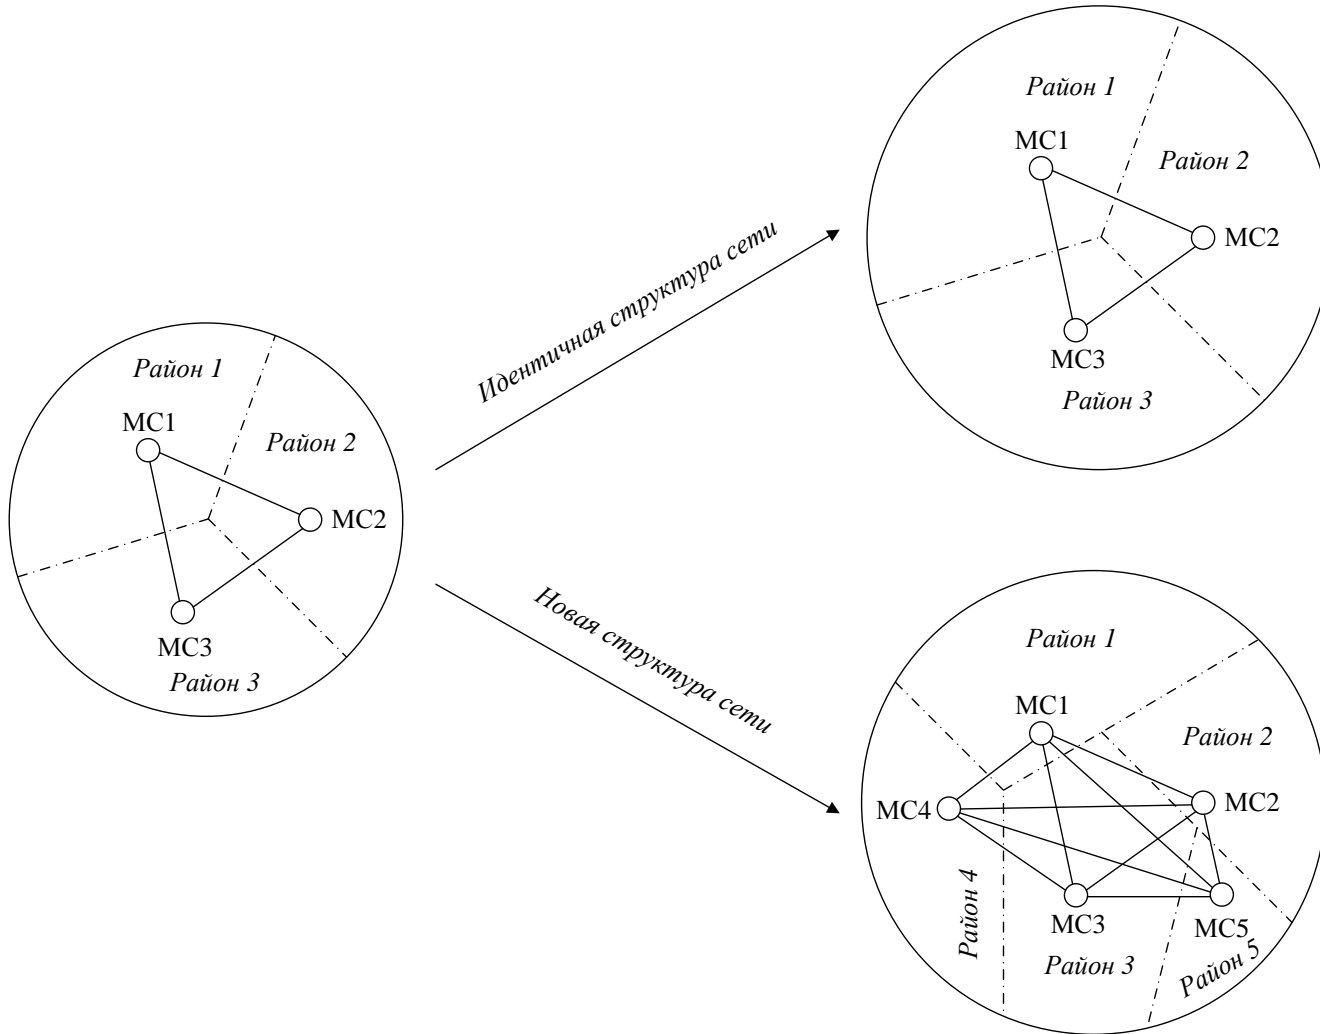 Район 1
МС1
Район 2
МС2
МС3
Район 3
Идентичная структура сети
Район 1
МС1
Район 2
МС2
МС3
Район 3
Новая структура сети
Район 1
МС1
Район 2
МС4
МС2
Район 4
МС3
МС5
Район 3
Район 5